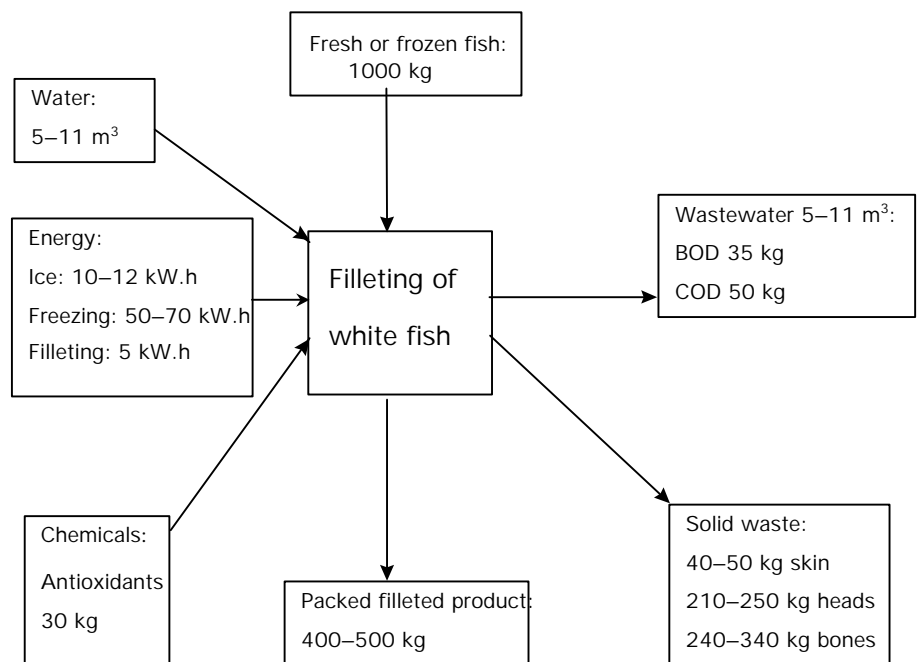 Fresh or frozen fish:
1000 kg
Water:
5–11 m³
Energy:
Ice: 10–12 kW.h
Freezing: 50–70 kW.h
Filleting: 5 kW.h
Filleting of
white fish
Wastewater 5–11 m³:
BOD 35 kg
COD 50 kg
Chemicals:
Antioxidants
30 kg
Packed filleted product:
400–500 kg
Solid waste:
40–50 kg skin
210–250 kg heads
240–340 kg bones